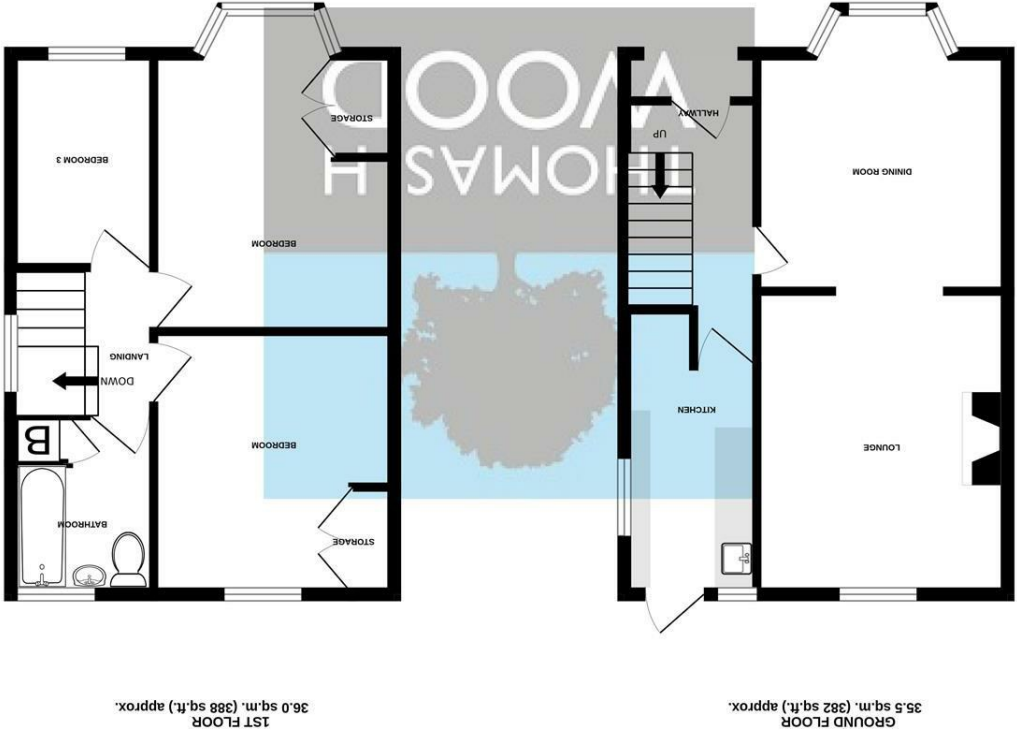 GROUND FLOOR
35.5 sq.m. (382 sq.ft.) approx.
1ST FLOOR
36.0 sq.m. (388 sq.ft.) approx.
LOUNGE
KITCHEN
DINING ROOM
UP
HALLWAY
STORAGE
BATHROOM
BEDROOM
B
DOWN
LANDING
BEDROOM
BEDROOM 3
STORAGE
THOMAS H
WOOD